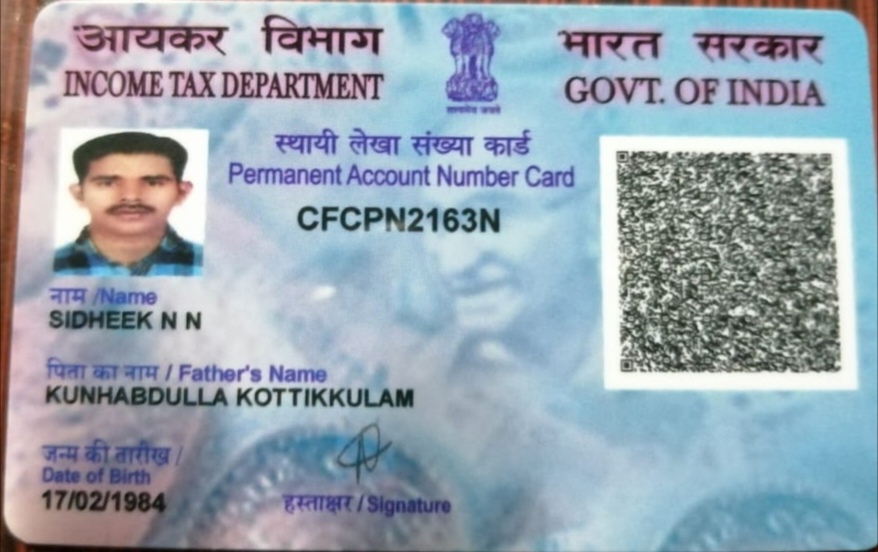 आयकर विभाग
INCOME TAX DEPARTMENT
भारत सरकार
GOVT. OF INDIA
सत्यमेव जयते
स्थायी लेखा संख्या कार्ड
Permanent Account Number Card
CFCPN2163N
नाम /Name
SIDHEEK N N
पिता का नाम / Father's Name
KUNHABDULLA KOTTIKKULAM
जन्म की तारीख /
Date of Birth
17/02/1984
हस्ताक्षर / Signature